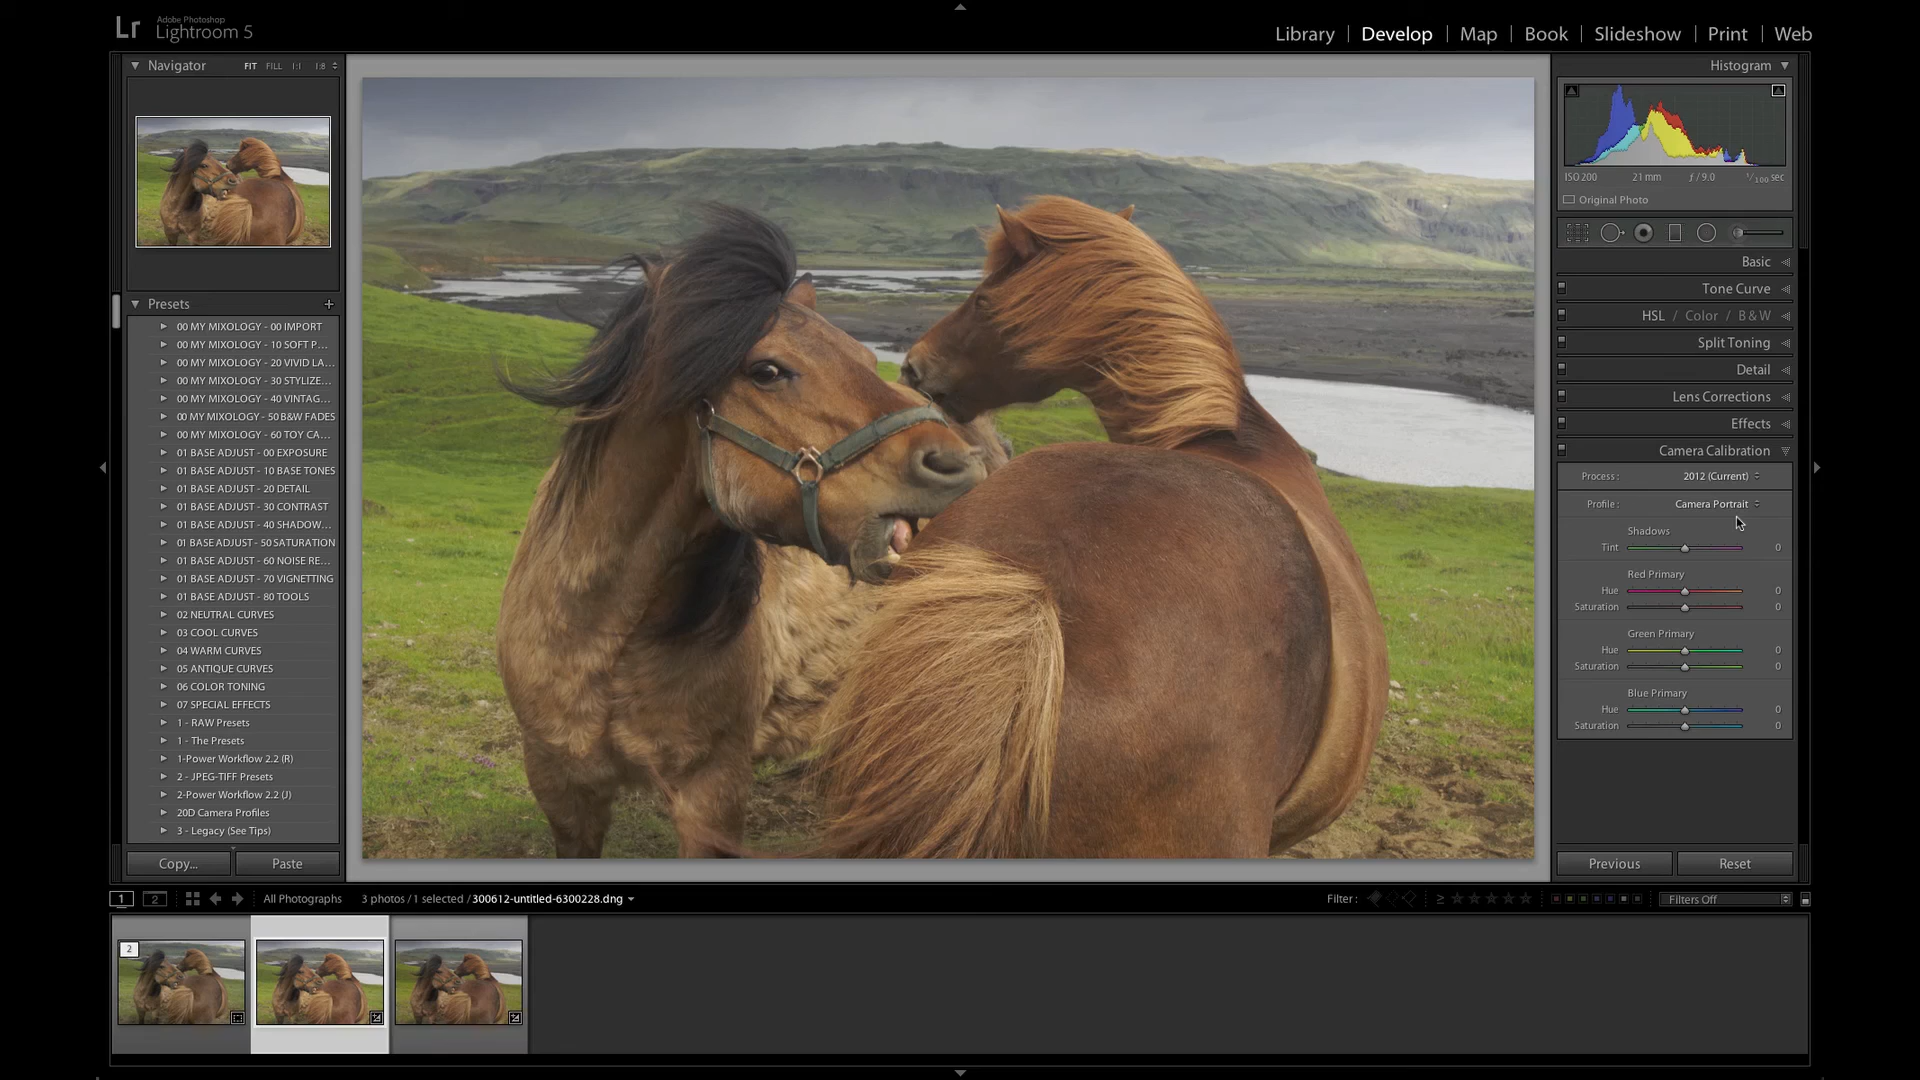 Lr Adobe Photoshop
Lightroom 5
Library | Develop | Map | Book | Slideshow | Print | Web
Navigator FIT FILL 1:1 1:8
Presets +
00 MY MIXOLOGY - 00 IMPORT
00 MY MIXOLOGY - 10 SOFT P...
00 MY MIXOLOGY - 20 VIVID LA...
00 MY MIXOLOGY - 30 STYLIZE...
00 MY MIXOLOGY - 40 VINTAG...
00 MY MIXOLOGY - 50 B&W FADES
00 MY MIXOLOGY - 60 TOY CA...
01 BASE ADJUST - 00 EXPOSURE
01 BASE ADJUST - 10 BASE TONES
01 BASE ADJUST - 20 DETAIL
01 BASE ADJUST - 30 CONTRAST
01 BASE ADJUST - 40 SHADOW...
01 BASE ADJUST - 50 SATURATION
01 BASE ADJUST - 60 NOISE RE...
01 BASE ADJUST - 70 VIGNETTING
01 BASE ADJUST - 80 TOOLS
02 NEUTRAL CURVES
03 COOL CURVES
04 WARM CURVES
05 ANTIQUE CURVES
06 COLOR TONING
07 SPECIAL EFFECTS
1 - RAW Presets
1 - The Presets
1-Power Workflow 2.2 (R)
2 - JPEG-TIFF Presets
2-Power Workflow 2.2 (J)
20D Camera Profiles
3 - Legacy (See Tips)
Copy... Paste
Histogram
ISO 200 21 mm ƒ / 9.0 1/100 sec
Original Photo
Basic
Tone Curve
HSL / Color / B & W
Split Toning
Detail
Lens Corrections
Effects
Camera Calibration
Process : 2012 (Current)
Profile : Camera Portrait
Shadows
Tint 0
Red Primary
Hue 0
Saturation 0
Green Primary
Hue 0
Saturation 0
Blue Primary
Hue 0
Saturation 0
Previous Reset
1 2 All Photographs 3 photos / 1 selected / 300612-untitled-6300228.dng Filter : ≥ Filters Off
2